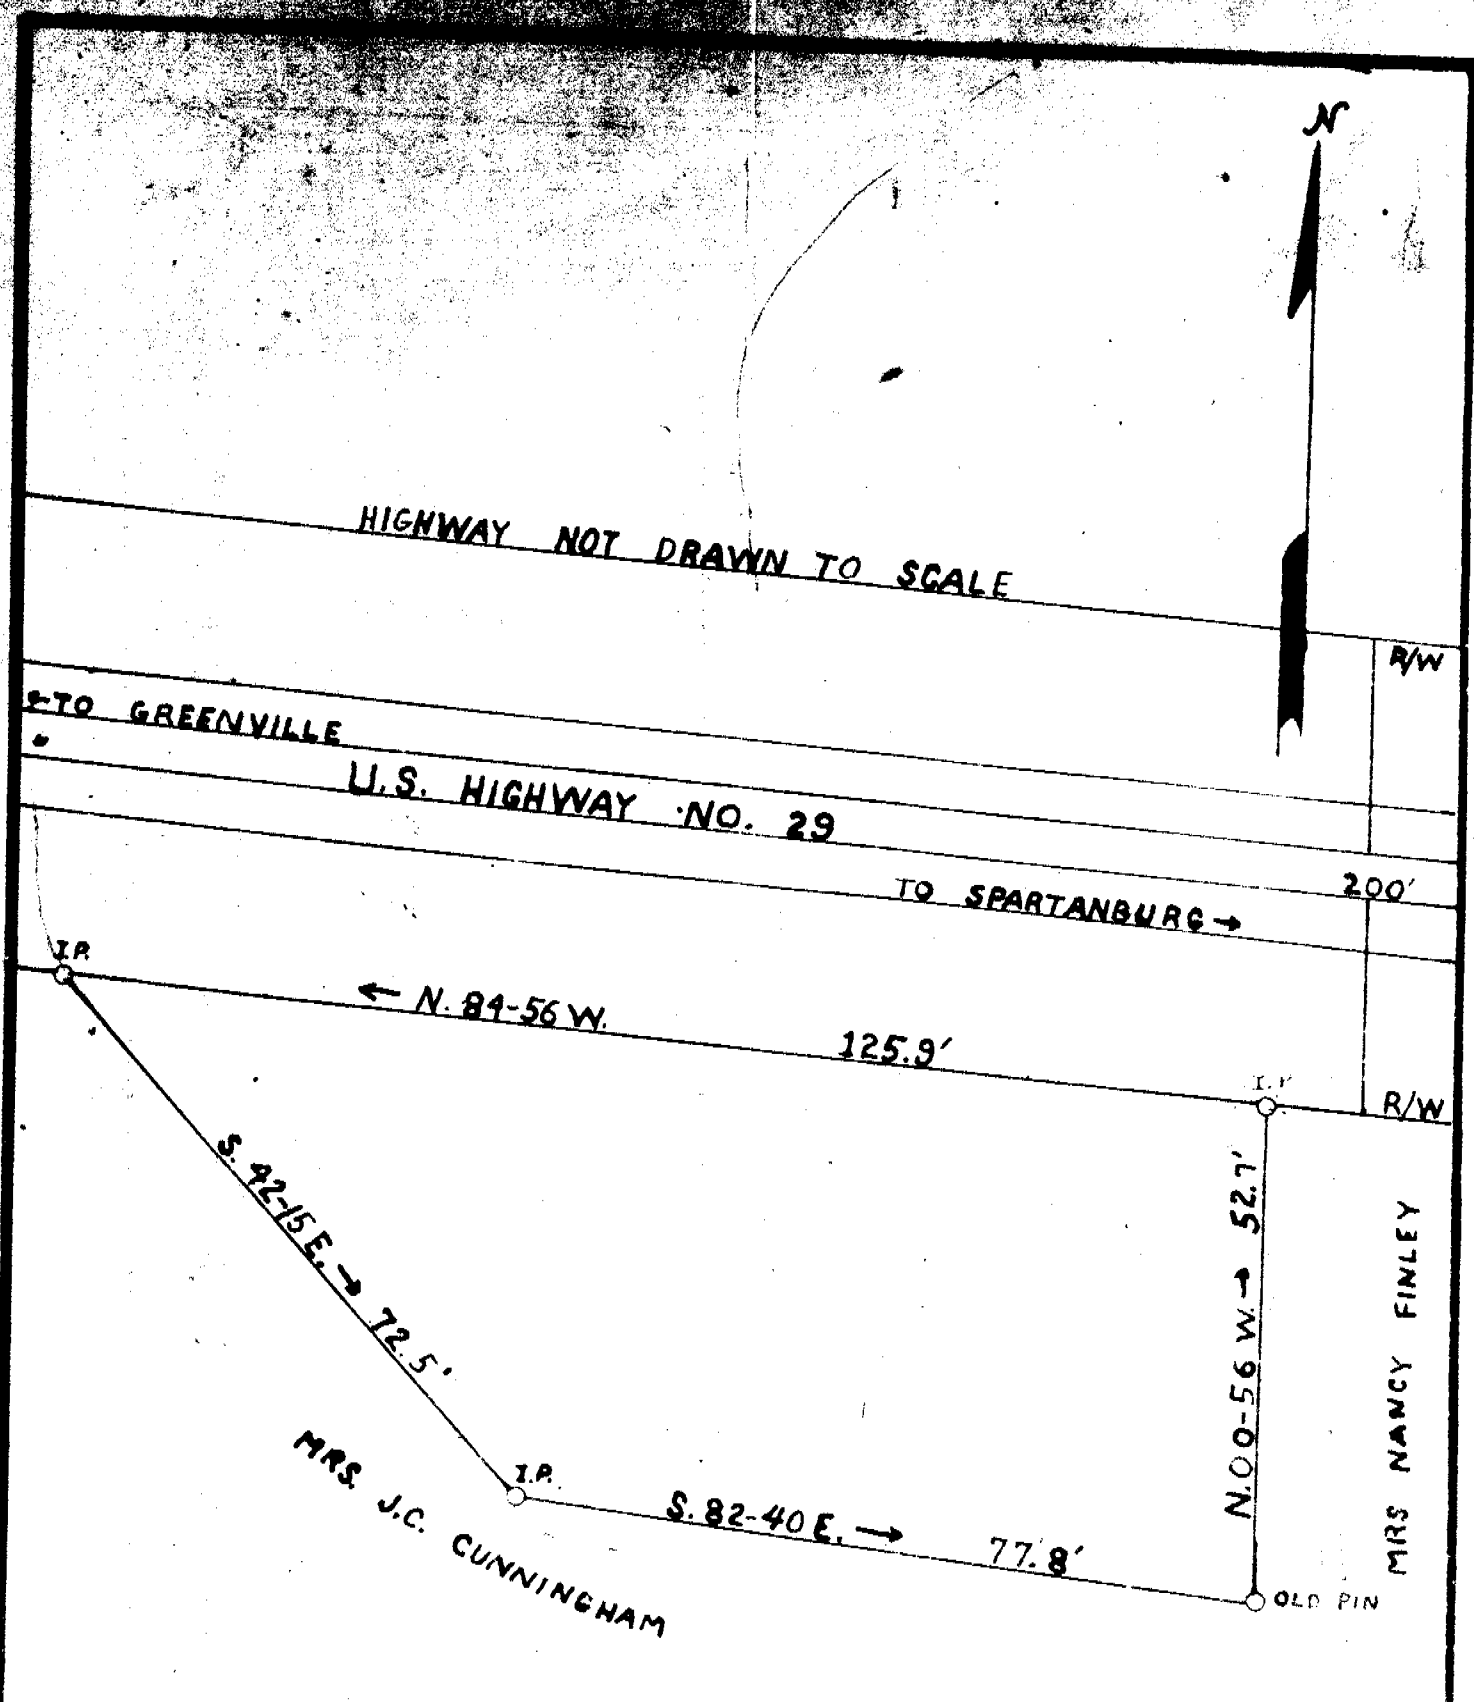 N
HIGHWAY NOT DRAWN TO SCALE
R/W
←TO GREENVILLE
U.S. HIGHWAY NO. 29
TO SPARTANBURG→
200'
I.P.
← N. 84-56 W. 125.9'
I.P.
R/W
S. 42-15 E. → 72.5'
N. 00-56 W. → 52.7'
MRS NANCY FINLEY
MRS. J.C. CUNNINGHAM
I.P.
S. 82-40 E. → 77.8'
OLD PIN